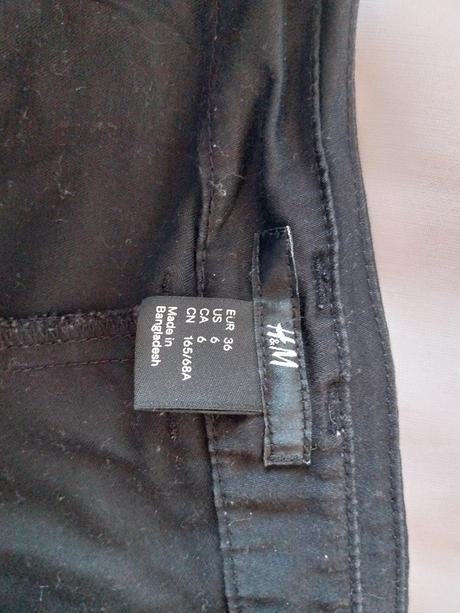 H&M
EUR 36
US 6
CA 6
CN 165/68A
Made in
Bangladesh